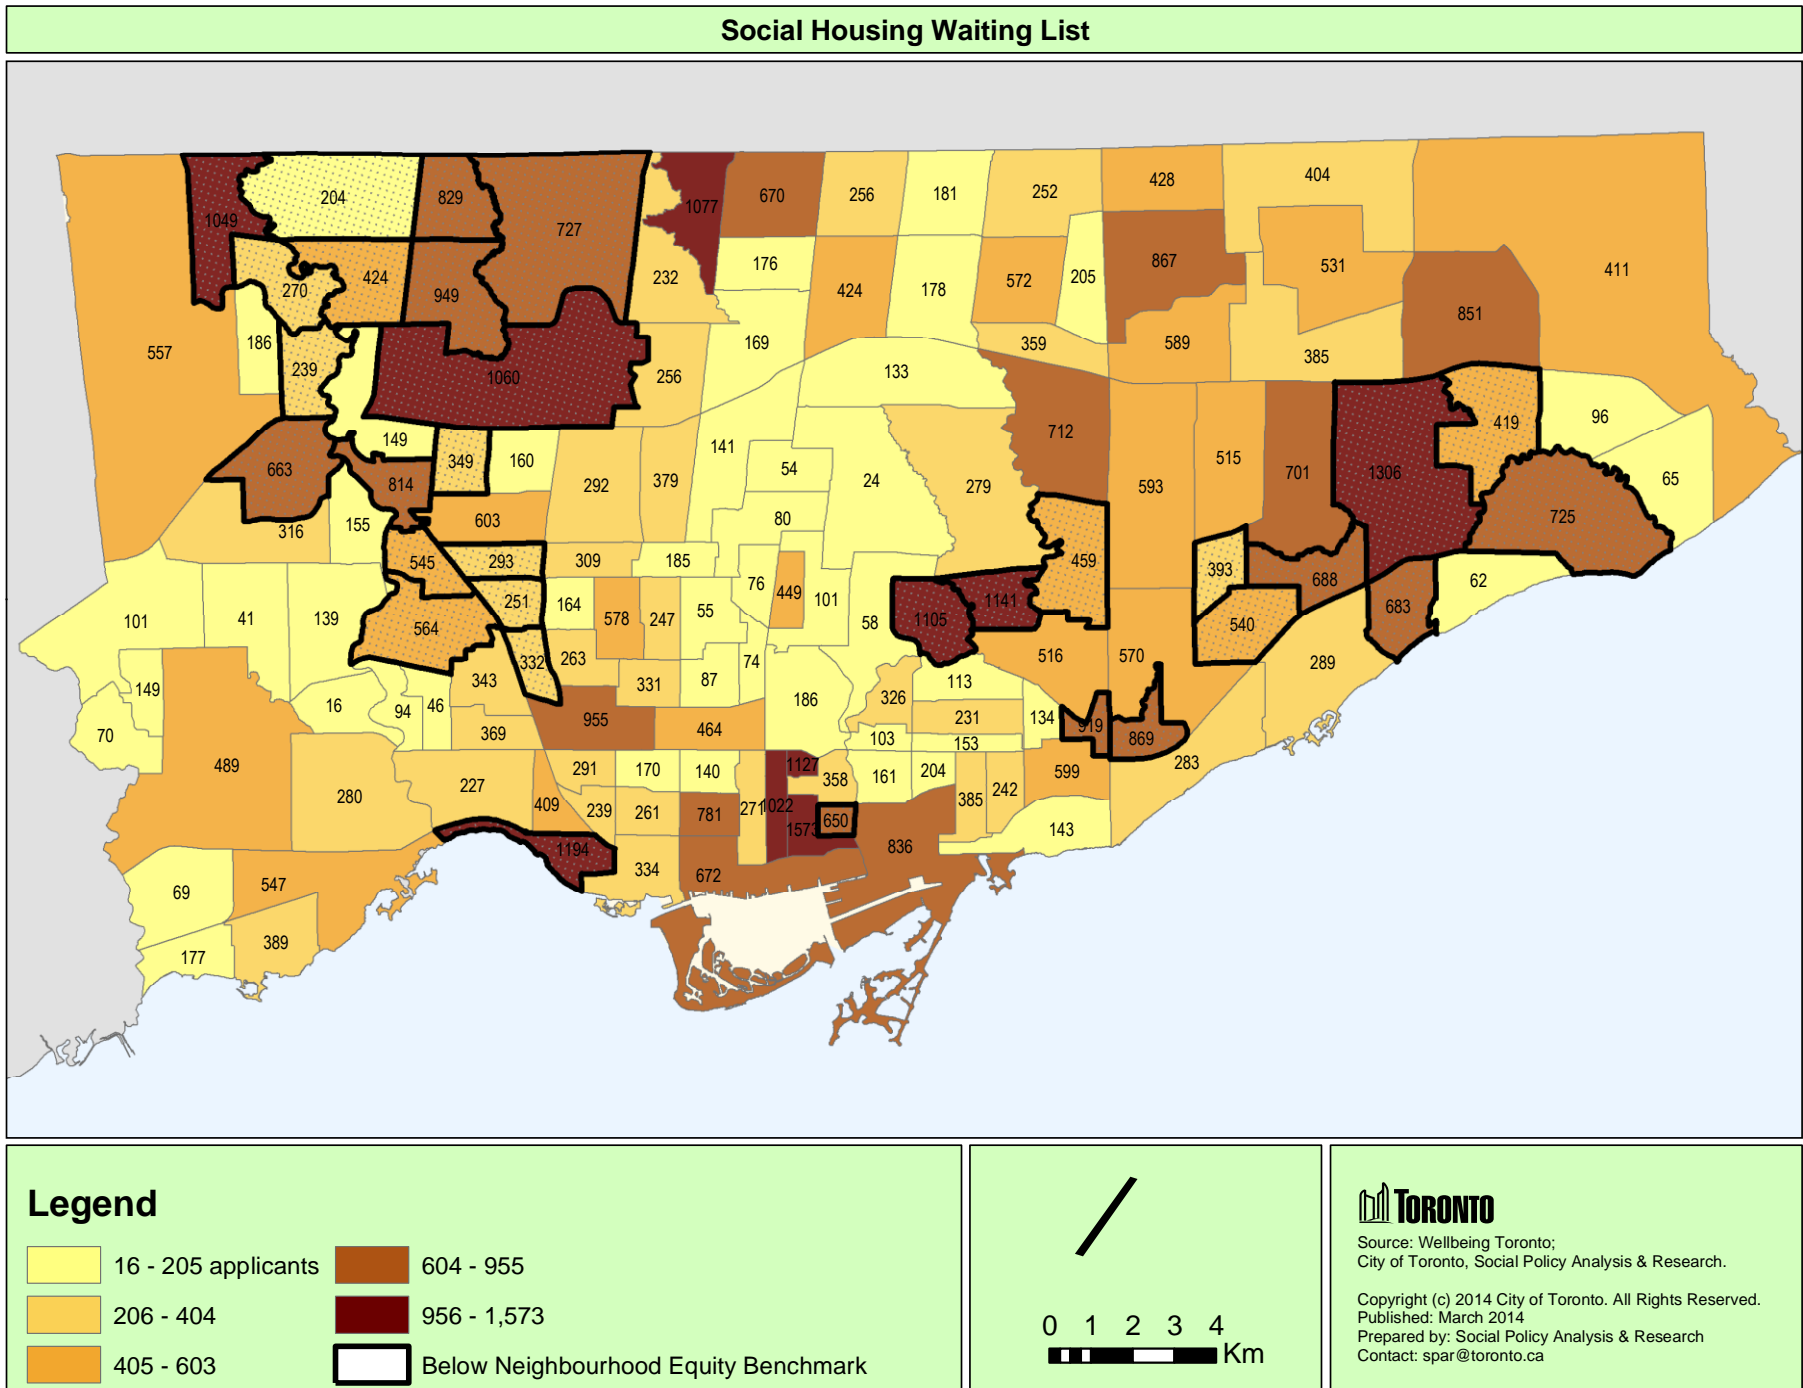 Social Housing Waiting List
1049 204 829 727 1077 670 256 181 252 428 404
270 424 949 232 176 424 178 572 205 867 531 411
557 186 239 1060 256 169 133 359 589 385 851
663 149 814 349 160 292 379 141 54 24 279 712 515 701 1306 419 96 65
316 155 603 80 593 725
545 293 309 185 76 449 101 58 1105 1141 459 393 688 62
101 41 139 564 251 164 578 247 55 540 683
149 332 263 331 87 74 516 570 289
70 16 94 46 343 186 326 113
369 955 464 103 231 153 134 919 869
489 280 227 409 291 170 140 271 1022 1127 358 161 204 385 242 599 283
239 261 781 1573 650 836 143
1194 334 672
69 547
177 389
Legend
16 - 205 applicants
206 - 404
405 - 603
604 - 955
956 - 1,573
Below Neighbourhood Equity Benchmark
0 1 2 3 4
Km
TORONTO
Source: Wellbeing Toronto;
City of Toronto, Social Policy Analysis & Research.
Copyright (c) 2014 City of Toronto. All Rights Reserved.
Published: March 2014
Prepared by: Social Policy Analysis & Research
Contact: spar@toronto.ca